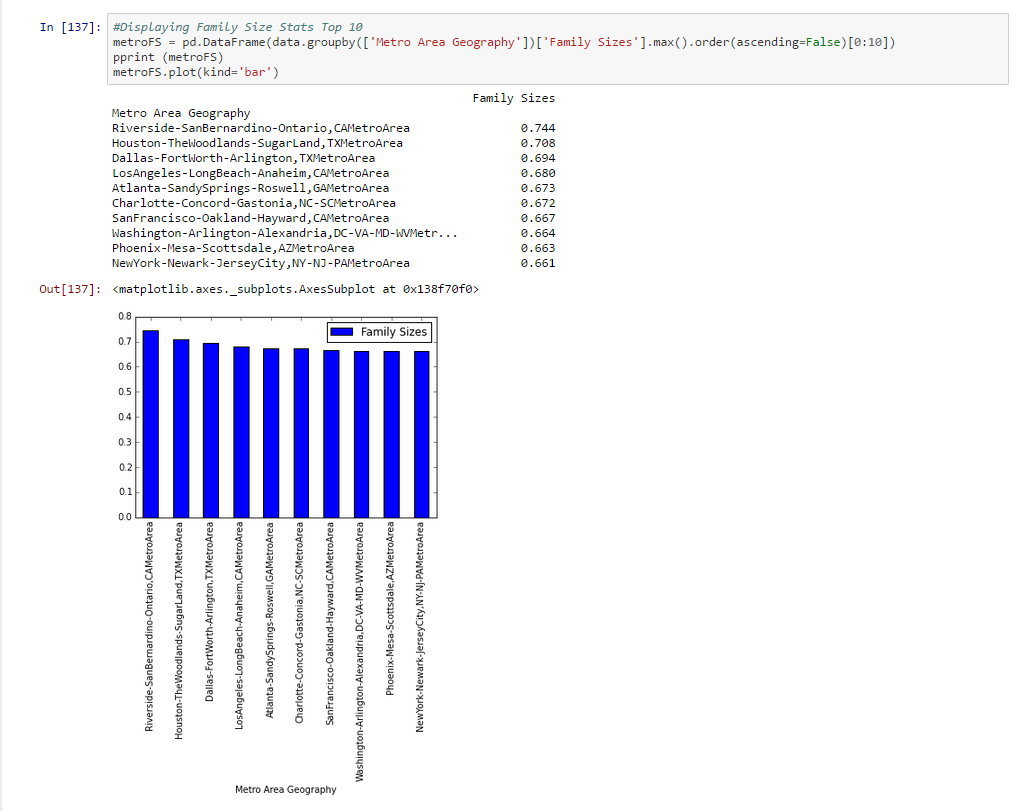 In [137]: #Displaying Family Size Stats Top 10
metroFS = pd.DataFrame(data.groupby(['Metro Area Geography'])['Family Sizes'].max().order(ascending=False)[0:10])
pprint (metroFS)
metroFS.plot(kind='bar')
Family Sizes
Metro Area Geography
Riverside-SanBernardino-Ontario,CAMetroArea 0.744
Houston-TheWoodlands-SugarLand,TXMetroArea 0.708
Dallas-FortWorth-Arlington,TXMetroArea 0.694
LosAngeles-LongBeach-Anaheim,CAMetroArea 0.680
Atlanta-SandySprings-Roswell,GAMetroArea 0.673
Charlotte-Concord-Gastonia,NC-SCMetroArea 0.672
SanFrancisco-Oakland-Hayward,CAMetroArea 0.667
Washington-Arlington-Alexandria,DC-VA-MD-WVMetr... 0.664
Phoenix-Mesa-Scottsdale,AZMetroArea 0.663
NewYork-Newark-JerseyCity,NY-NJ-PAMetroArea 0.661
Out[137]: <matplotlib.axes._subplots.AxesSubplot at 0x138f70f0>
Family Sizes
0.8
0.7
0.6
0.5
0.4
0.3
0.2
0.1
0.0
Riverside-SanBernardino-Ontario,CAMetroArea
Houston-TheWoodlands-SugarLand,TXMetroArea
Dallas-FortWorth-Arlington,TXMetroArea
LosAngeles-LongBeach-Anaheim,CAMetroArea
Atlanta-SandySprings-Roswell,GAMetroArea
Charlotte-Concord-Gastonia,NC-SCMetroArea
SanFrancisco-Oakland-Hayward,CAMetroArea
Washington-Arlington-Alexandria,DC-VA-MD-WVMetroArea
Phoenix-Mesa-Scottsdale,AZMetroArea
NewYork-Newark-JerseyCity,NY-NJ-PAMetroArea
Metro Area Geography